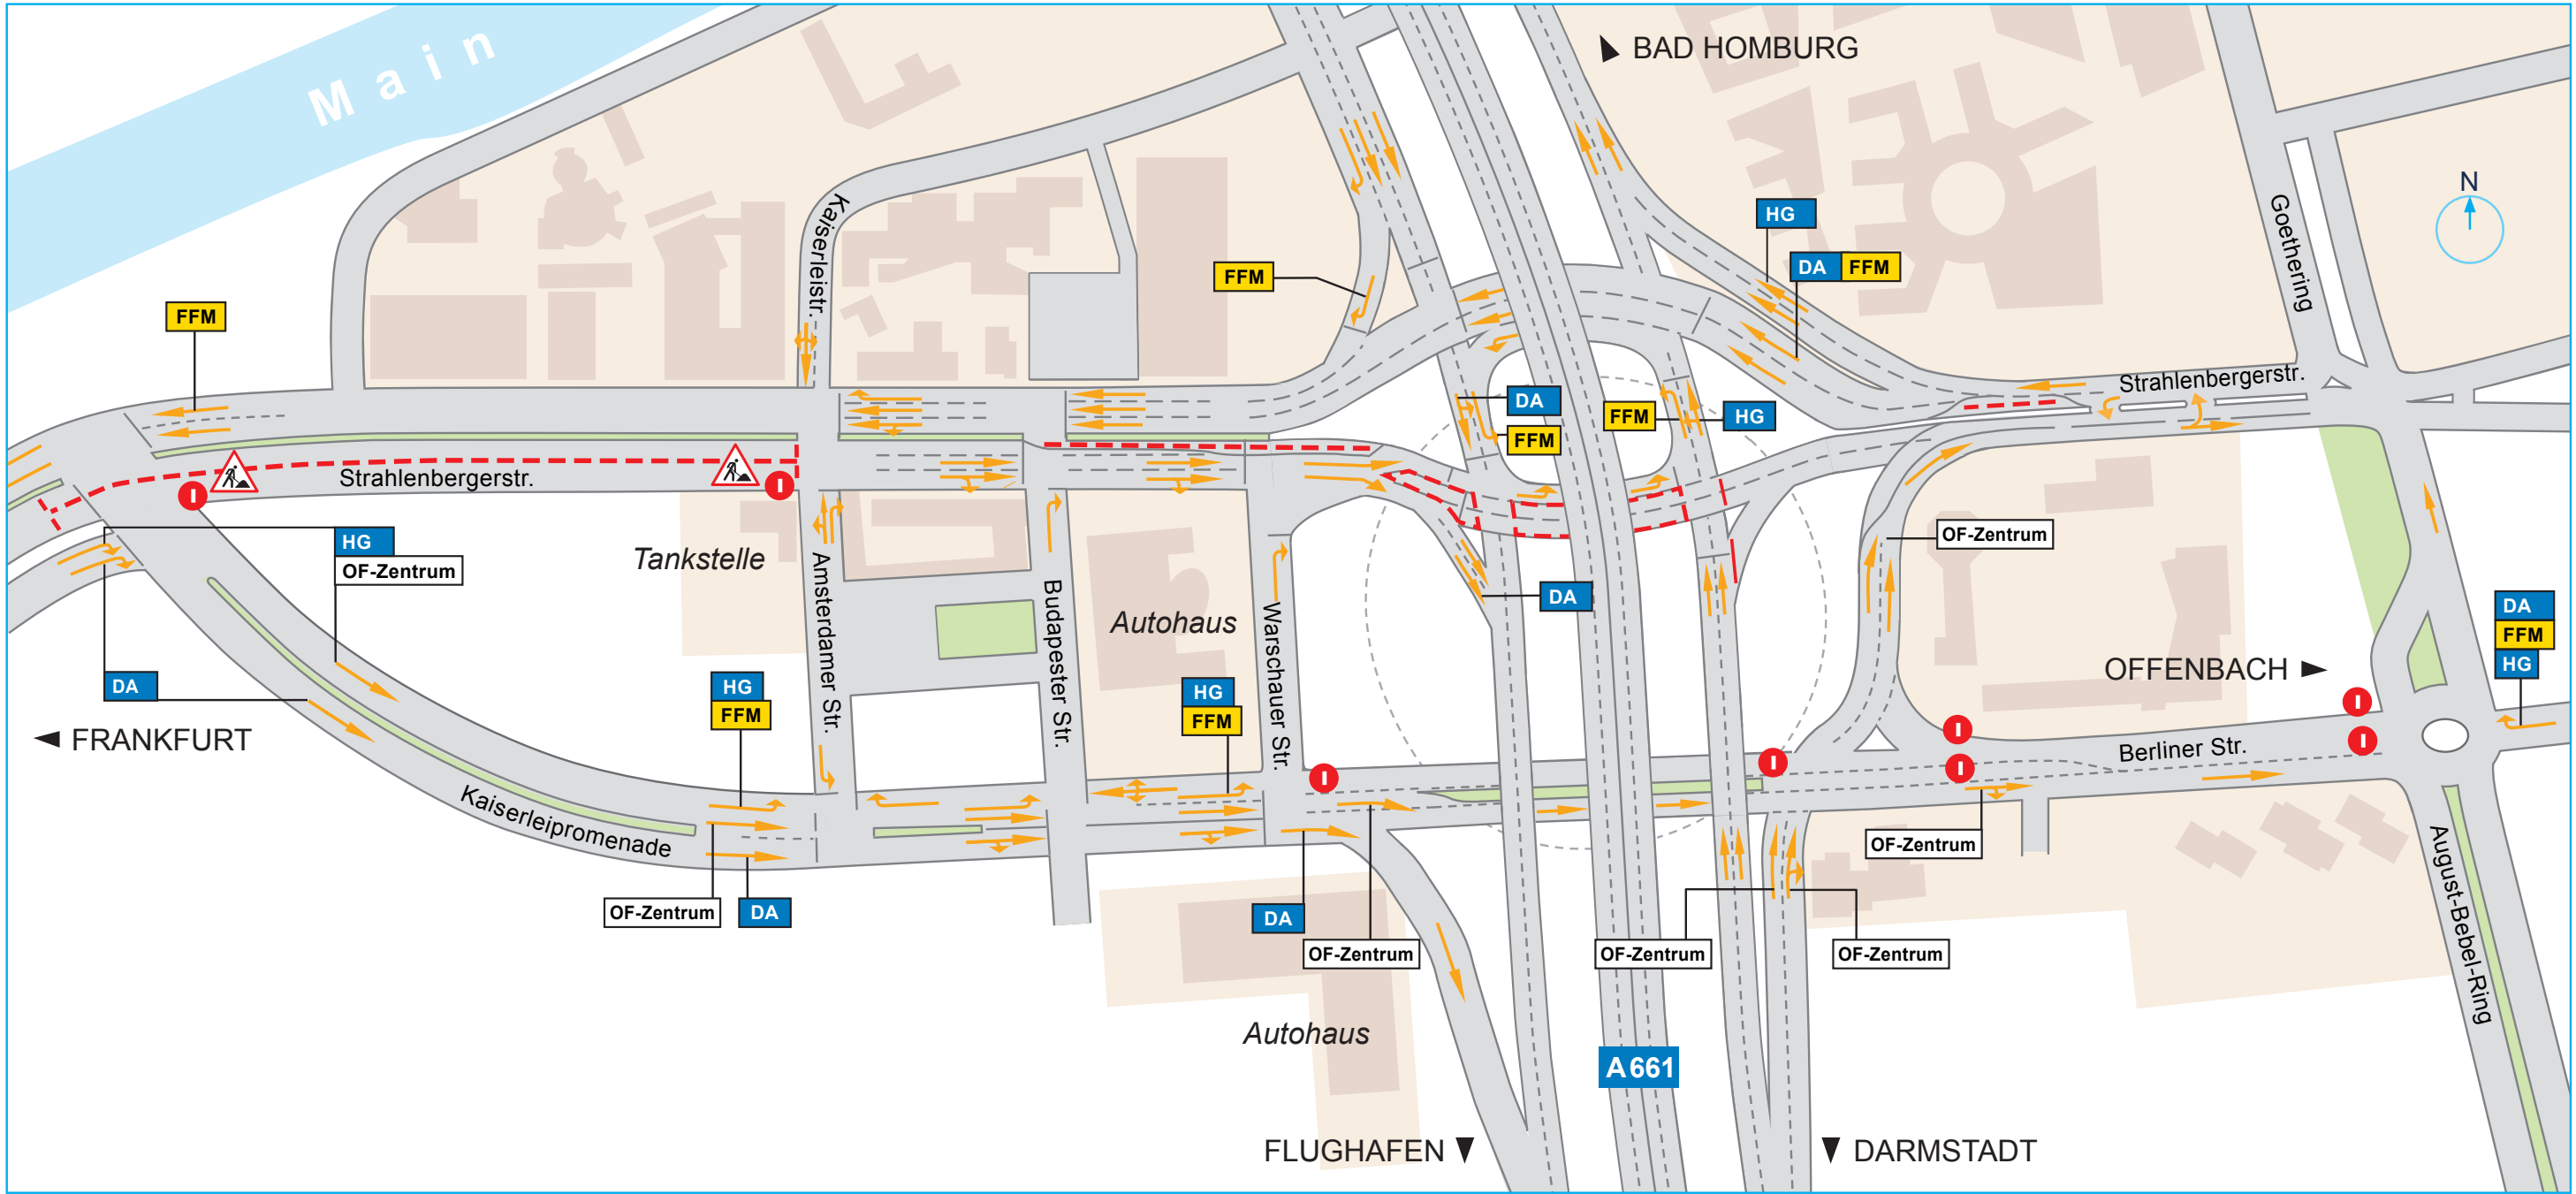 Main
BAD HOMBURG
N
HG
DA FFM
Goethering
Kaiserleistr.
FFM
FFM
Strahlenbergerstr.
DA
FFM
FFM
HG
Strahlenbergerstr.
HG
OF-Zentrum
Tankstelle
Amsterdamer Str.
Budapester Str.
Autohaus
Warschauer Str.
DA
OF-Zentrum
DA
FFM
HG
OFFENBACH
DA
HG
FFM
HG
FFM
FRANKFURT
Berliner Str.
Kaiserleipromenade
OF-Zentrum
DA
DA
OF-Zentrum
OF-Zentrum
OF-Zentrum
OF-Zentrum
August-Bebel-Ring
Autohaus
A 661
FLUGHAFEN
DARMSTADT